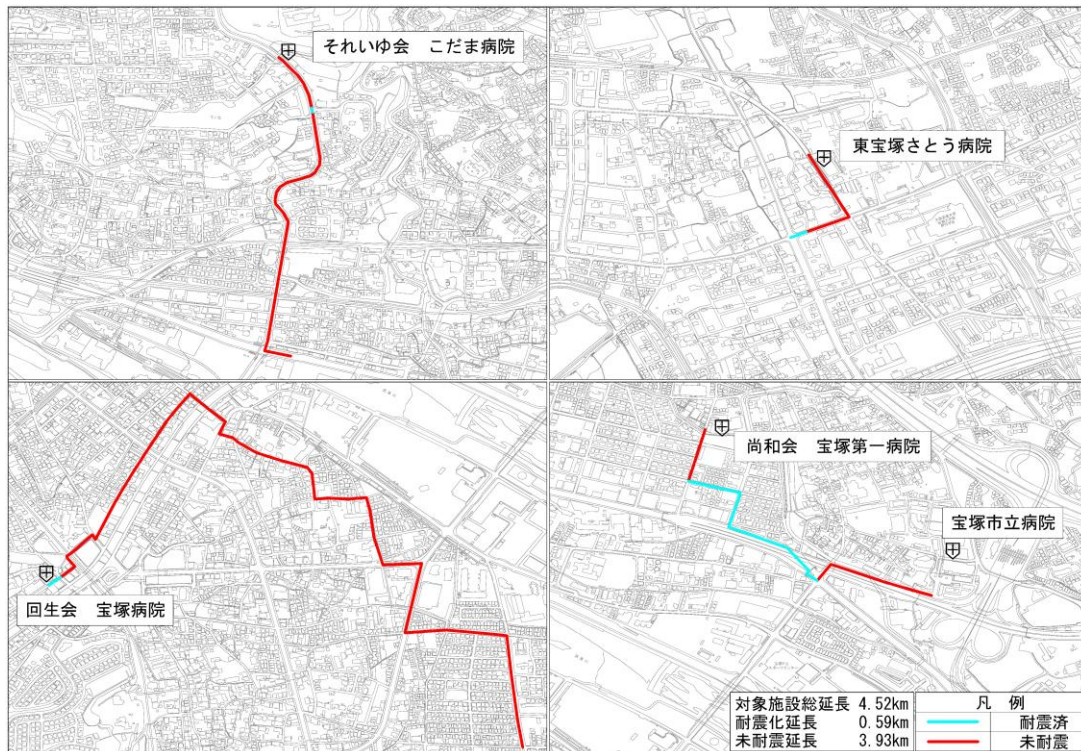 それいゆ会　こだま病院
東宝塚さとう病院
回生会　宝塚病院
尚和会　宝塚第一病院
宝塚市立病院
対象施設総延長 4.52km
耐震化延長 0.59km
未耐震延長 3.93km
凡　例
耐震済
未耐震